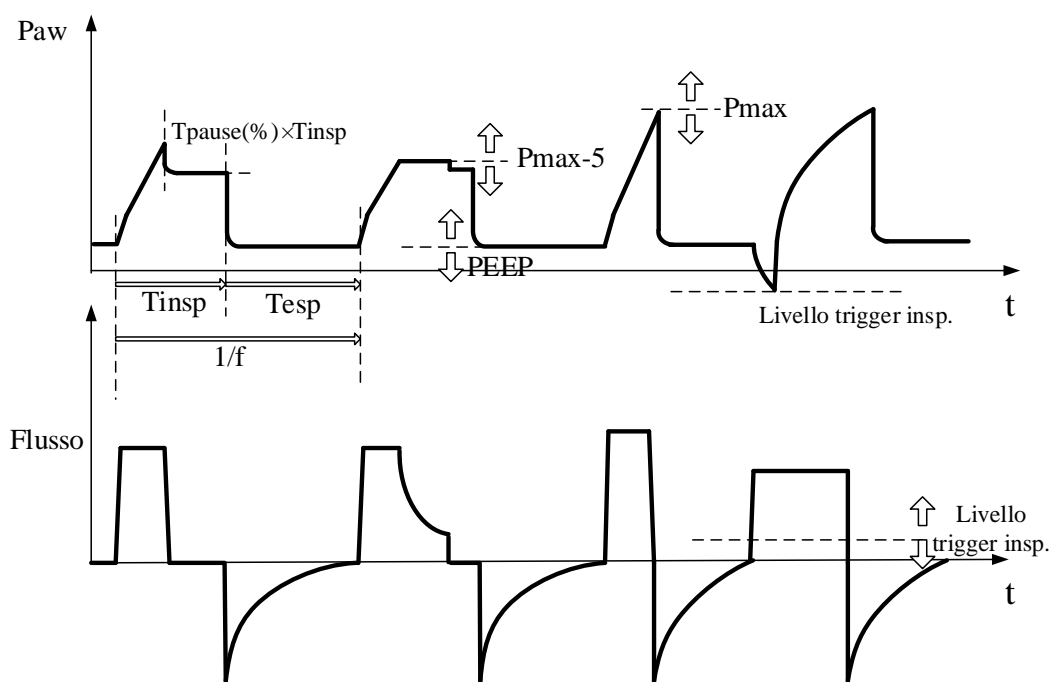 Paw
Tpause(%)×Tinsp
Pmax-5
Pmax
PEEP
Tinsp
Tesp
t
Livello trigger insp.
1/f
Flusso
Livello
trigger insp.
t